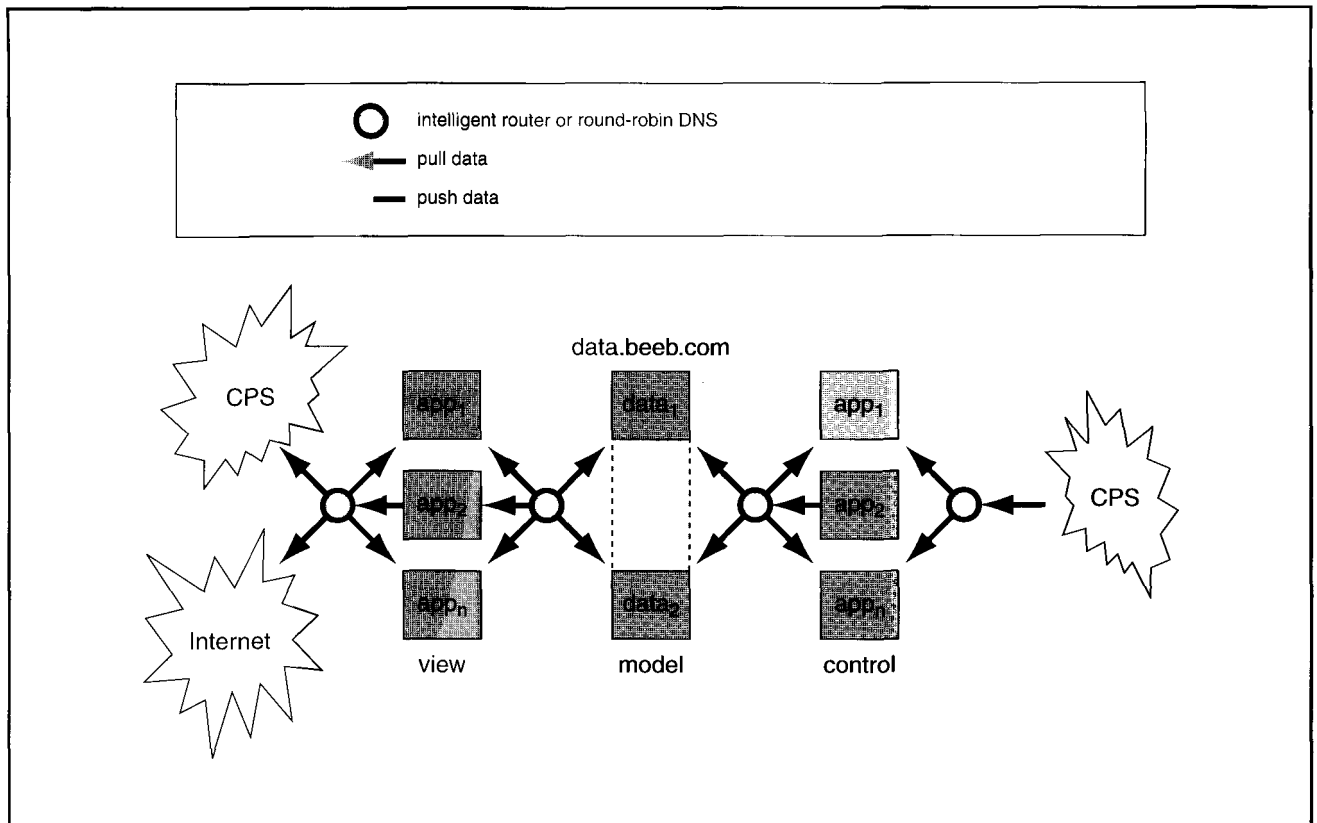 intelligent router or round-robin DNS
pull data
push data
data.beeb.com
CPS
app₁
data₁
app₁
app₂
app₂
CPS
Internet
appₙ
data₂
appₙ
view
model
control